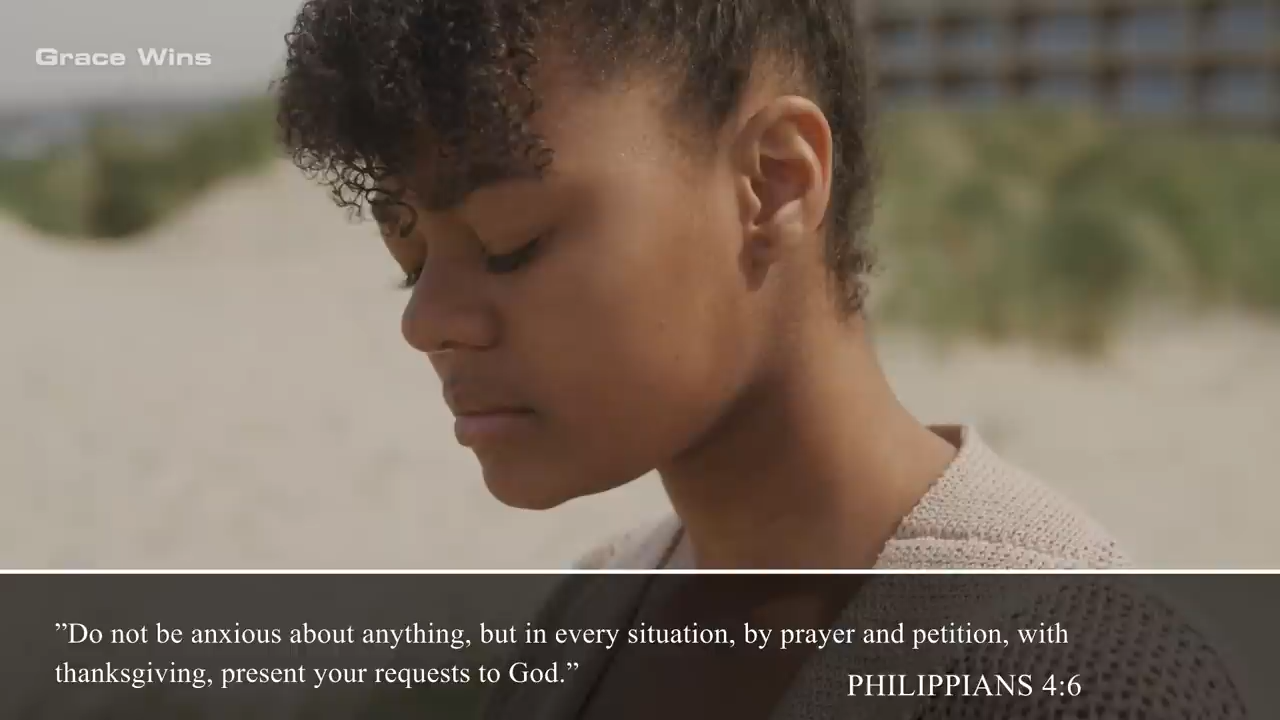 Grace Wins
”Do not be anxious about anything, but in every situation, by prayer and petition, with
thanksgiving, present your requests to God.”
PHILIPPIANS 4:6